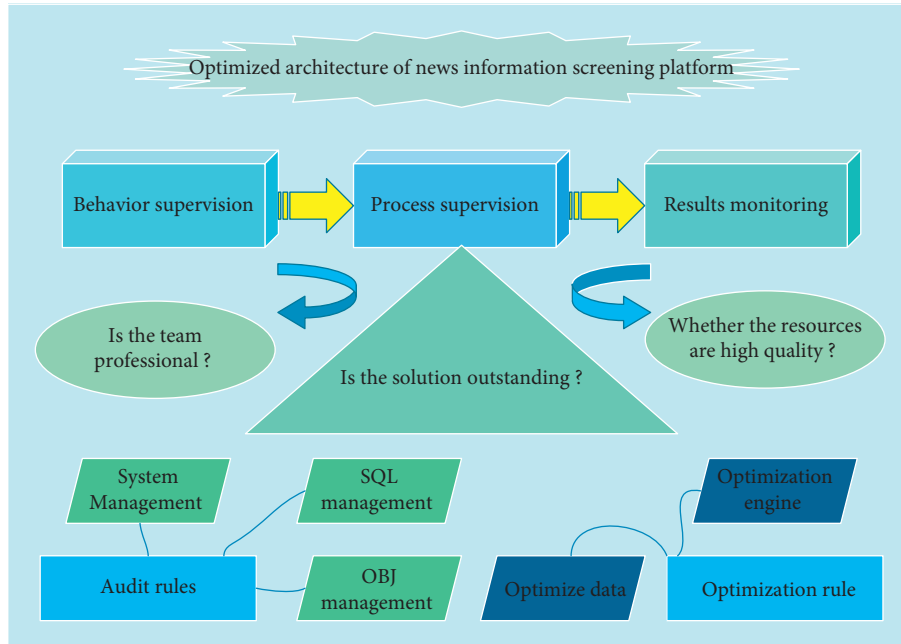 Optimized architecture of news information screening platform
Behavior supervision
Process supervision
Results monitoring
Is the team
professional ?
Is the solution outstanding ?
Whether the resources
are high quality ?
System
Management
SQL
management
Optimization
engine
Audit rules
OBJ
management
Optimize data
Optimization rule